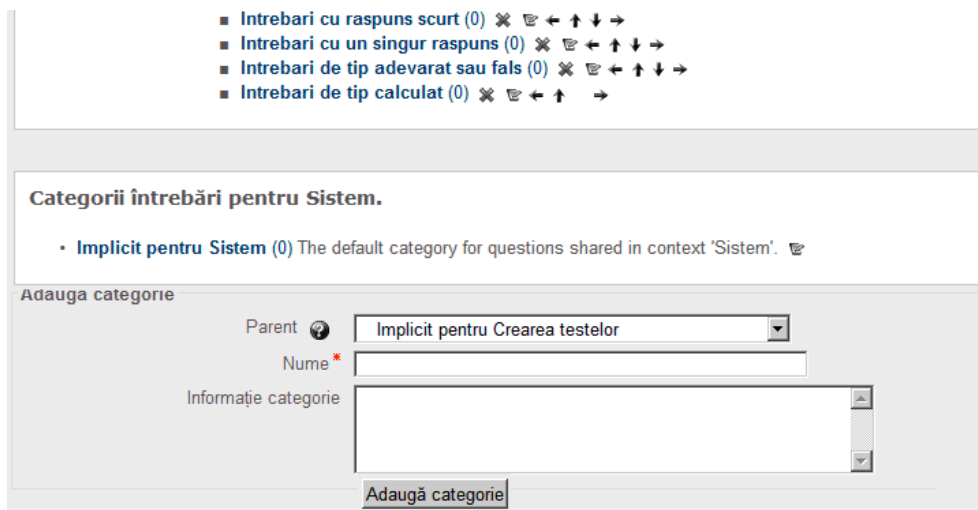 Intrebari cu raspuns scurt (0)
Intrebari cu un singur raspuns (0)
Intrebari de tip adevarat sau fals (0)
Intrebari de tip calculat (0)
Categorii întrebări pentru Sistem.
Implicit pentru Sistem (0) The default category for questions shared in context 'Sistem'.
Adaugă categorie
Parent Implicit pentru Crearea testelor
Nume*
Informație categorie
Adaugă categorie